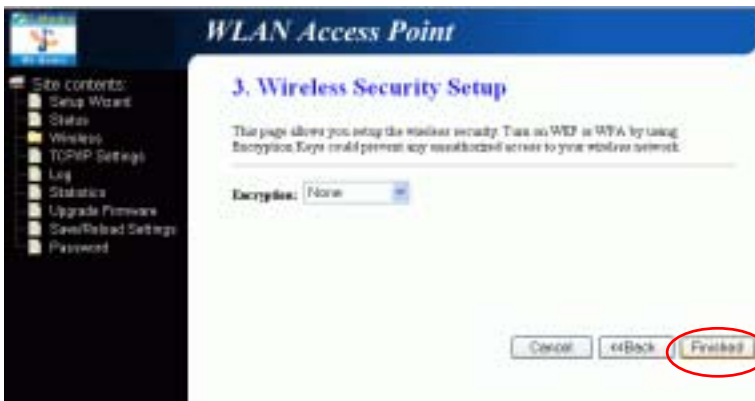 WLAN Access Point
Site contents:
Setup Wizard
Status
Wireless
TCP/IP Settings
Log
Statistics
Upgrade Firmware
Save/Reload Settings
Password
3. Wireless Security Setup
This page allows you setup the wireless security. Turn on WEP or WPA by using
Encryption Keys could prevent any unauthorized access to your wireless network.
Encryption: None
Cancel <<Back Finished